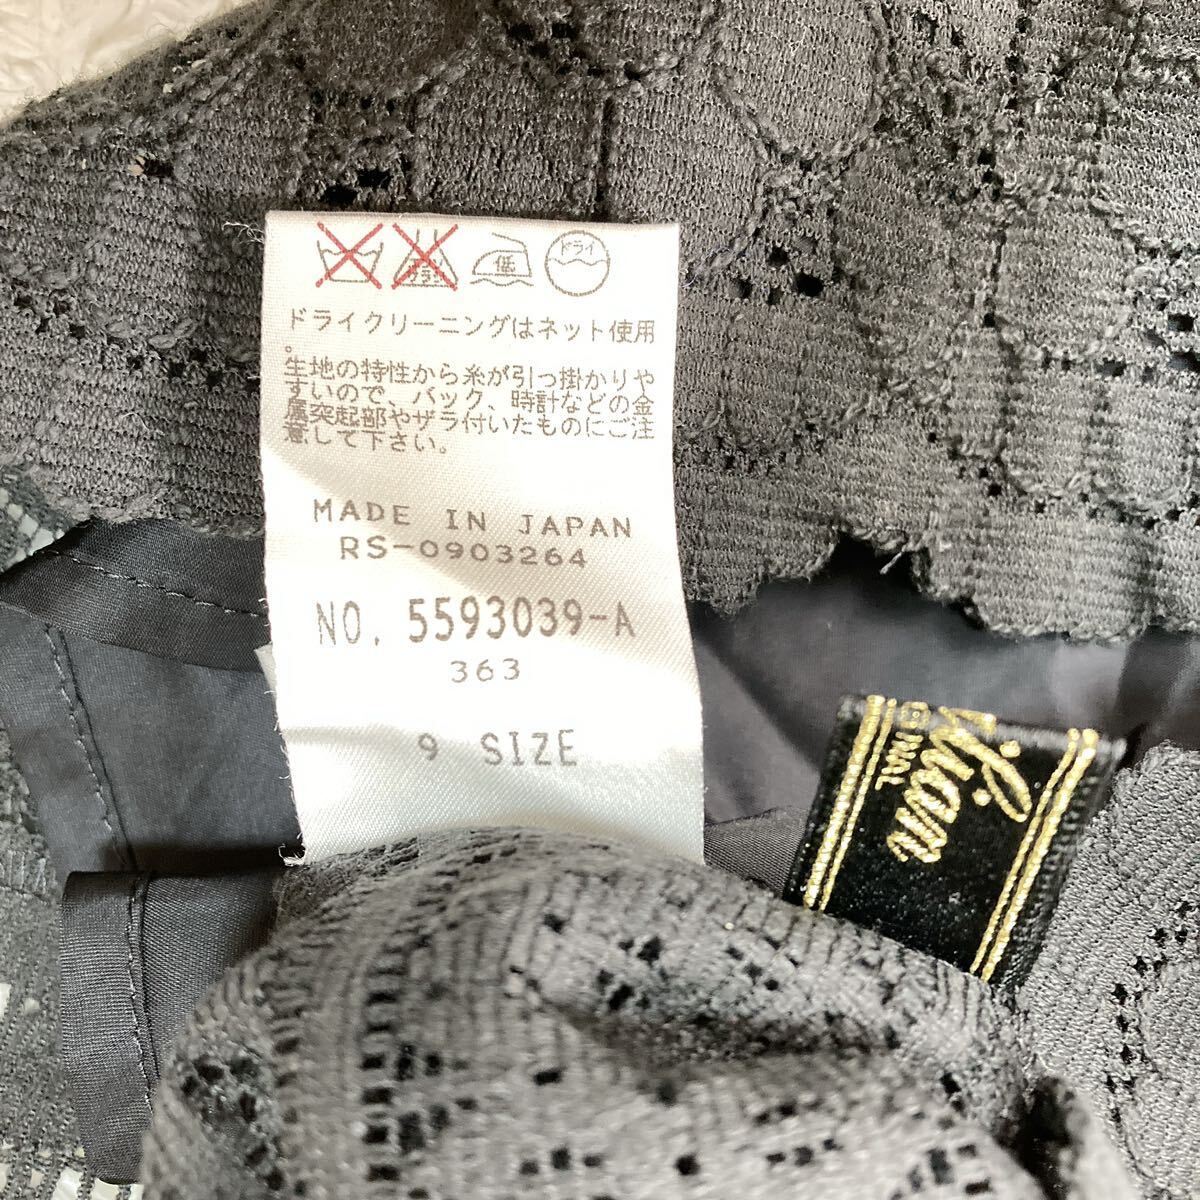 低
ドライ
ドライクリーニングはネット使用
。
生地の特性から糸が引っ掛かりや
すいので、バック、時計などの金
属突起部やザラ付いたものにご注
意して下さい。
MADE IN JAPAN
RS-0903264
NO. 5593039-A
363
9 SIZE